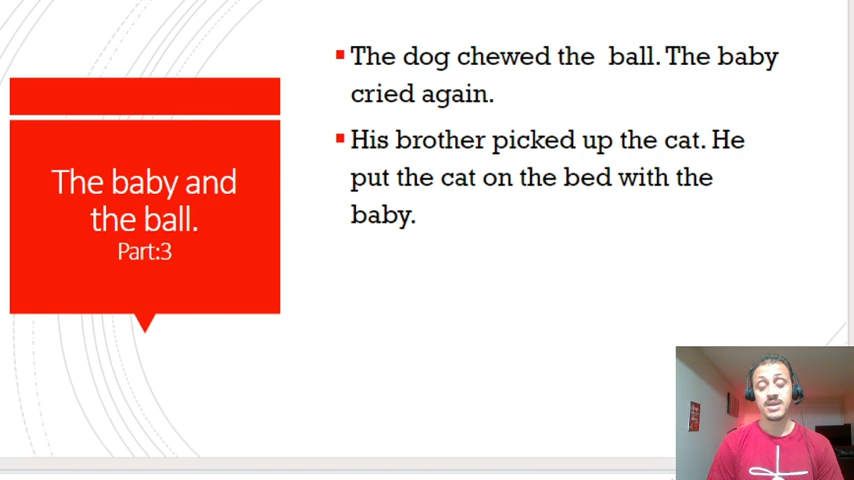 The baby and
the ball.
Part:3
The dog chewed the ball. The baby
cried again.
His brother picked up the cat. He
put the cat on the bed with the
baby.